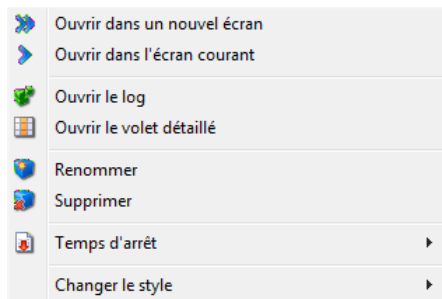 Ouvrir dans un nouvel écran
Ouvrir dans l'écran courant
Ouvrir le log
Ouvrir le volet détaillé
Renommer
Supprimer
Temps d'arrêt
Changer le style